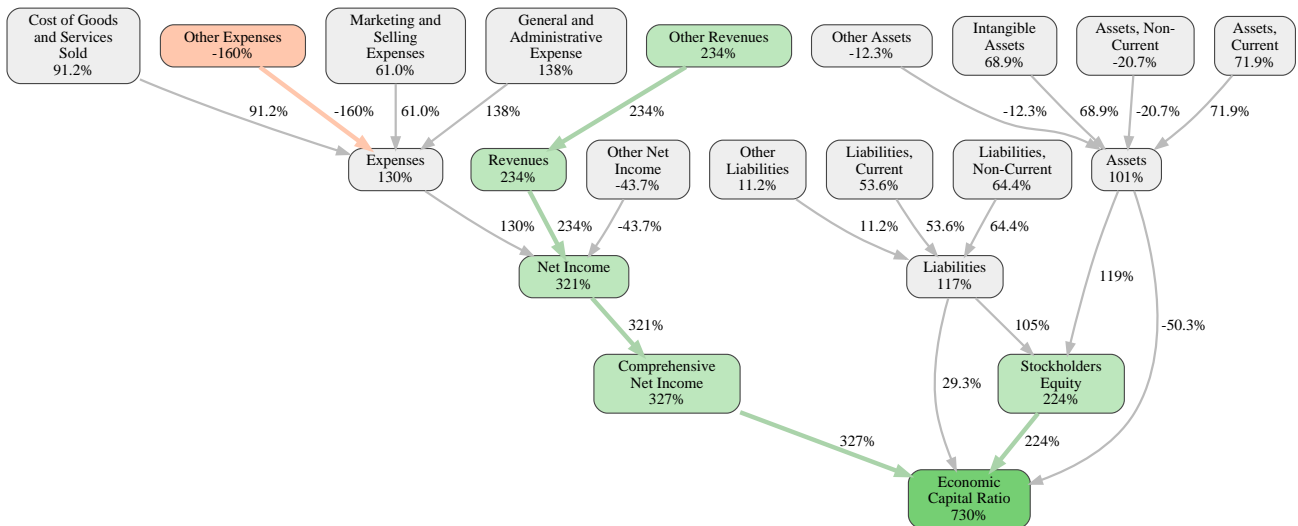 Cost of Goods
and Services
Sold
91.2%
Other Expenses
-160%
Marketing and
Selling
Expenses
61.0%
General and
Administrative
Expense
138%
Other Revenues
234%
Other Assets
-12.3%
Intangible
Assets
68.9%
Assets, Non-
Current
-20.7%
Assets,
Current
71.9%
91.2%
-160%
61.0%
138%
234%
-12.3%
68.9%
-20.7%
71.9%
Expenses
130%
Revenues
234%
Other Net
Income
-43.7%
Other
Liabilities
11.2%
Liabilities,
Current
53.6%
Liabilities,
Non-Current
64.4%
Assets
101%
130%
234%
-43.7%
11.2%
53.6%
64.4%
Net Income
321%
Liabilities
117%
119%
-50.3%
321%
105%
Comprehensive
Net Income
327%
Stockholders
Equity
224%
29.3%
327%
224%
Economic
Capital Ratio
730%